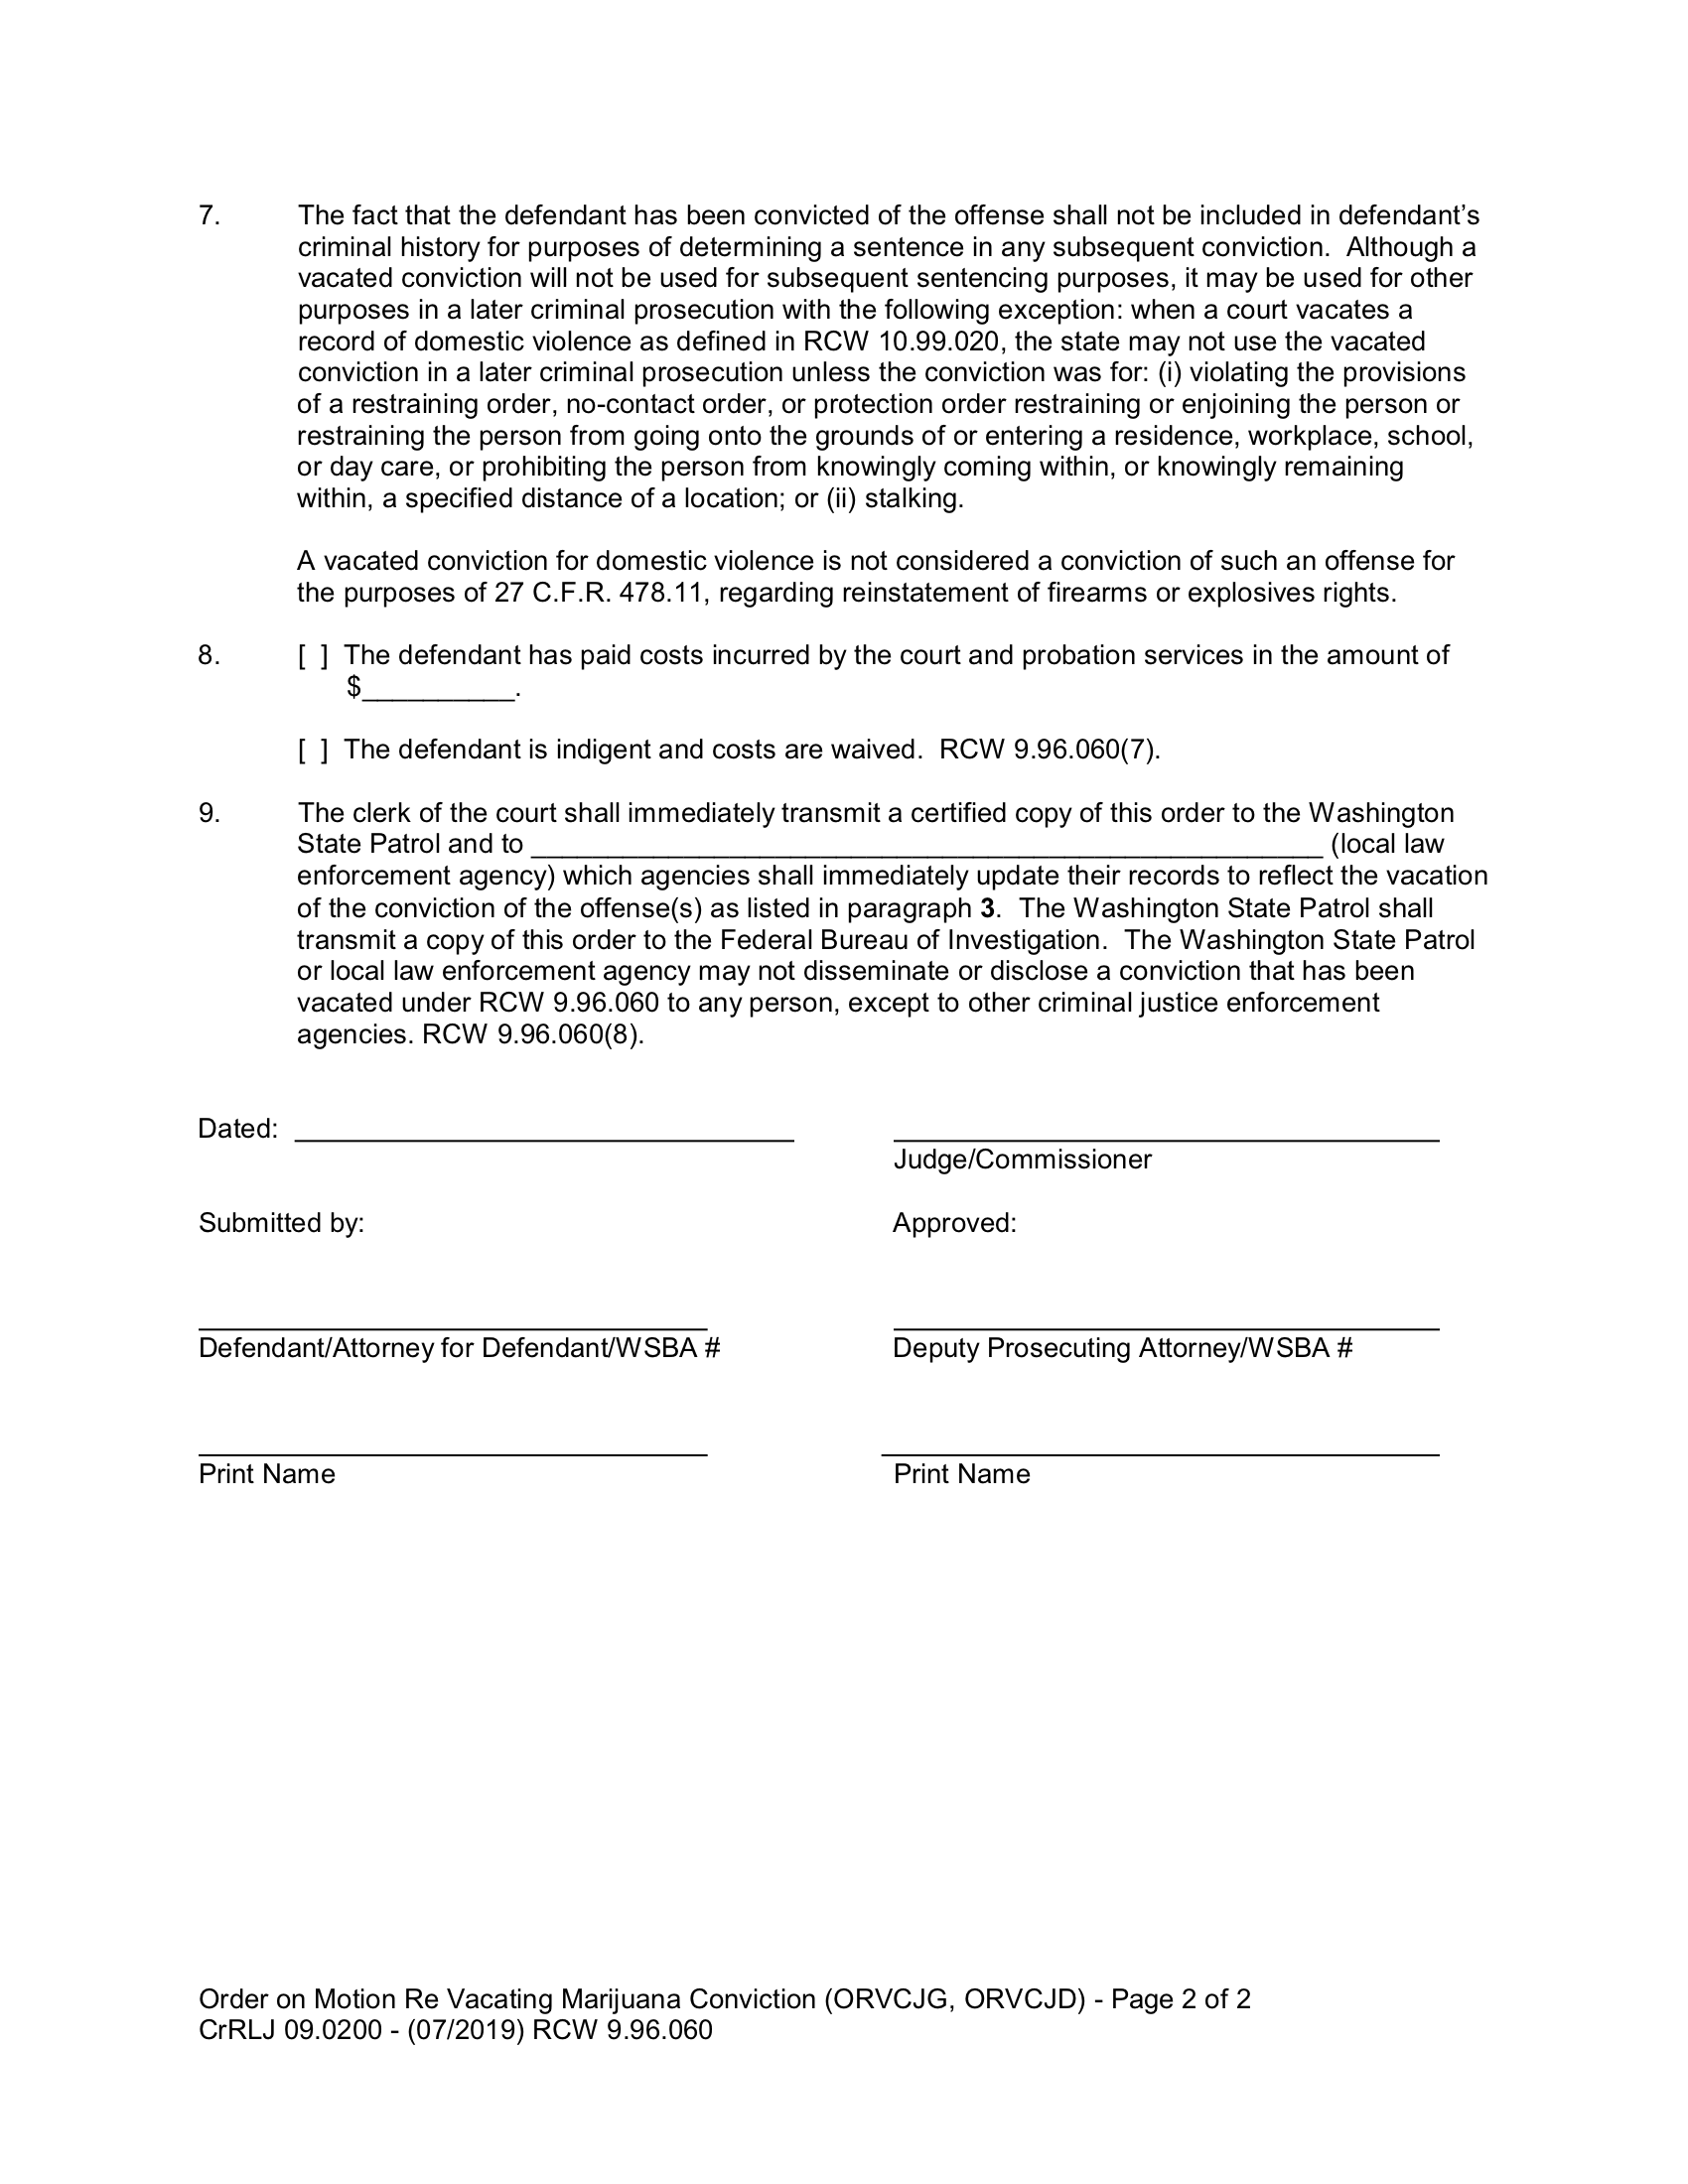 7. The fact that the defendant has been convicted of the offense shall not be included in defendant's
criminal history for purposes of determining a sentence in any subsequent conviction.  Although a
vacated conviction will not be used for subsequent sentencing purposes, it may be used for other
purposes in a later criminal prosecution with the following exception: when a court vacates a
record of domestic violence as defined in RCW 10.99.020, the state may not use the vacated
conviction in a later criminal prosecution unless the conviction was for: (i) violating the provisions
of a restraining order, no-contact order, or protection order restraining or enjoining the person or
restraining the person from going onto the grounds of or entering a residence, workplace, school,
or day care, or prohibiting the person from knowingly coming within, or knowingly remaining
within, a specified distance of a location; or (ii) stalking.
A vacated conviction for domestic violence is not considered a conviction of such an offense for
the purposes of 27 C.F.R. 478.11, regarding reinstatement of firearms or explosives rights.
8. [ ] The defendant has paid costs incurred by the court and probation services in the amount of
$__________.
[ ] The defendant is indigent and costs are waived.  RCW 9.96.060(7).
9. The clerk of the court shall immediately transmit a certified copy of this order to the Washington
State Patrol and to ____________________________________________________ (local law
enforcement agency) which agencies shall immediately update their records to reflect the vacation
of the conviction of the offense(s) as listed in paragraph 3.  The Washington State Patrol shall
transmit a copy of this order to the Federal Bureau of Investigation.  The Washington State Patrol
or local law enforcement agency may not disseminate or disclose a conviction that has been
vacated under RCW 9.96.060 to any person, except to other criminal justice enforcement
agencies. RCW 9.96.060(8).
Dated:
Judge/Commissioner
Submitted by: Approved:
Defendant/Attorney for Defendant/WSBA # Deputy Prosecuting Attorney/WSBA #
Print Name Print Name
Order on Motion Re Vacating Marijuana Conviction (ORVCJG, ORVCJD) - Page 2 of 2
CrRLJ 09.0200 - (07/2019) RCW 9.96.060